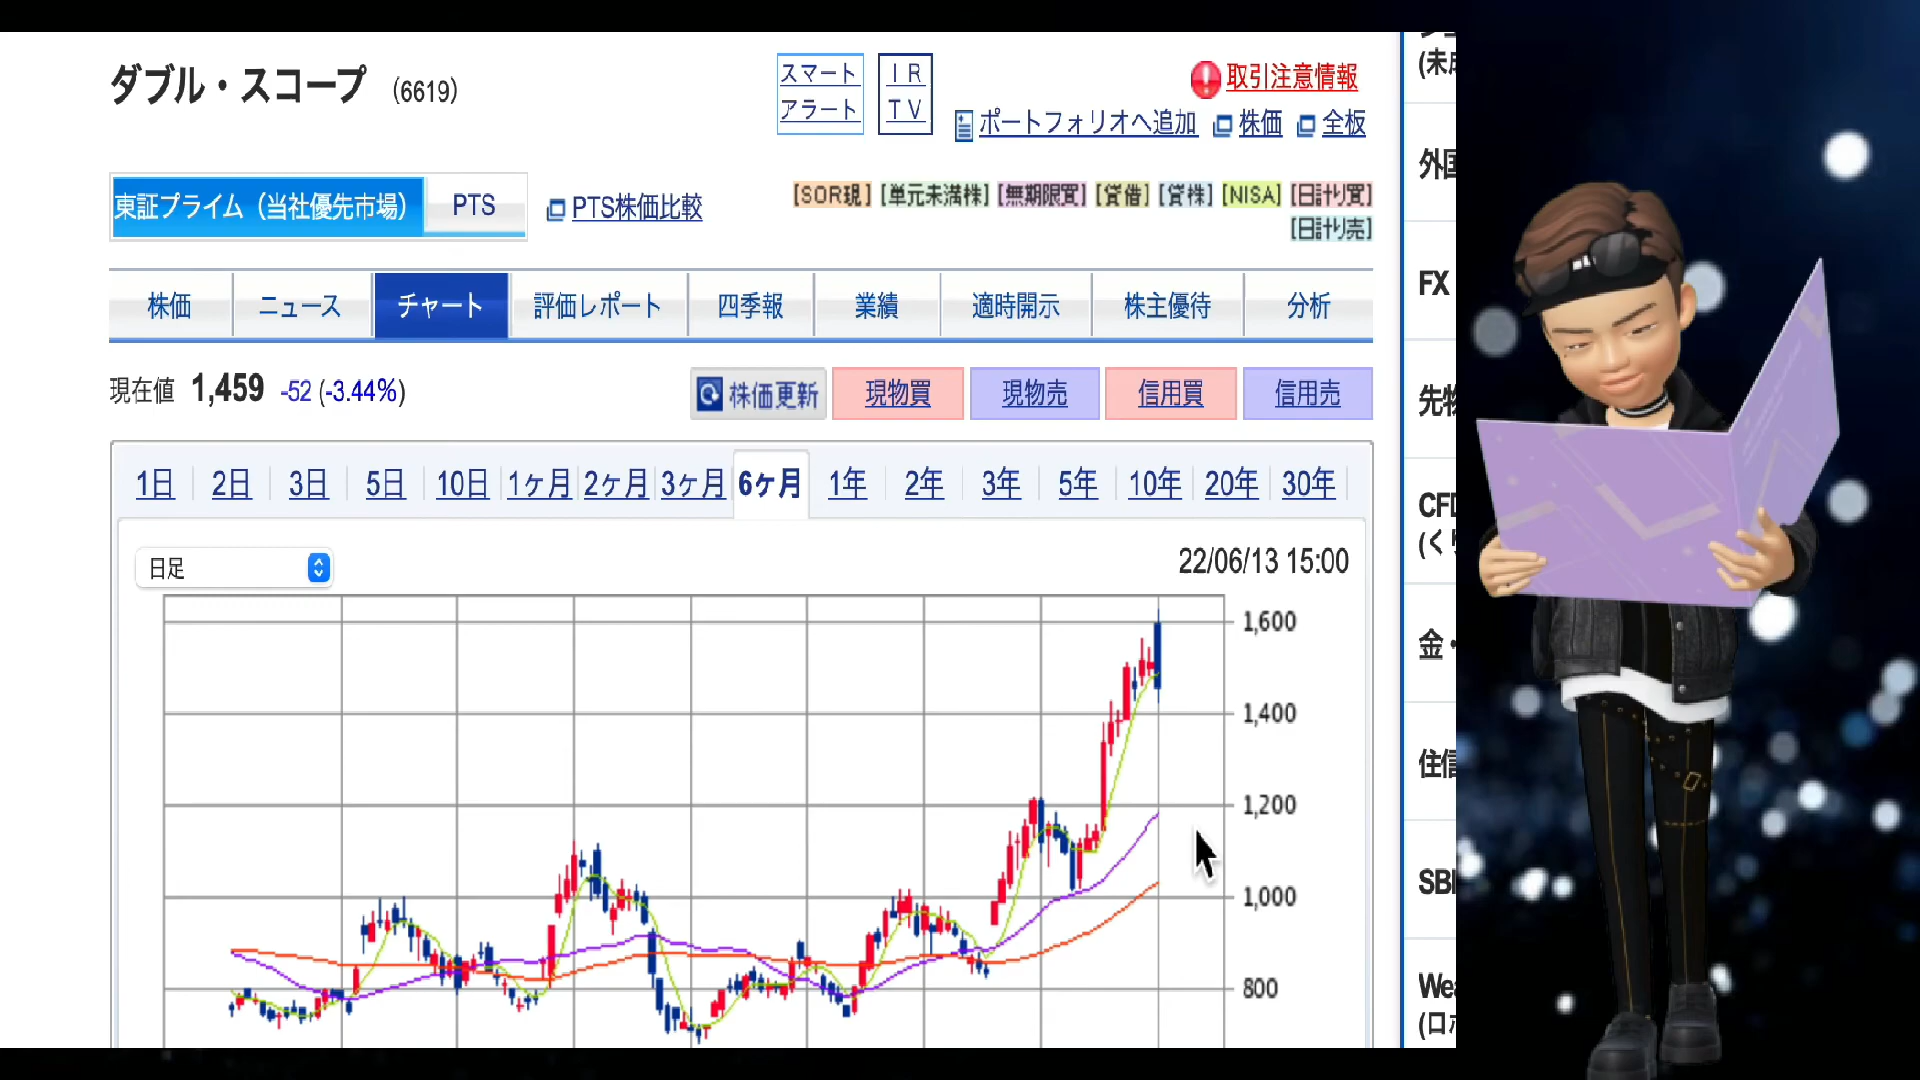 ダブル・スコープ (6619)
スマート
アラート
I R
T V
取引注意情報
ポートフォリオへ追加 株価 全板
東証プライム（当社優先市場） PTS PTS株価比較
[SOR現] [単元未満株] [無期限買] [貸借] [貸株] [NISA] [日計り買]
[日計り売]
株価 ニュース チャート 評価レポート 四季報 業績 適時開示 株主優待 分析
現在値 1,459 -52 (-3.44%)
株価更新 現物買 現物売 信用買 信用売
1日 2日 3日 5日 10日 1ヶ月 2ヶ月 3ヶ月 6ヶ月 1年 2年 3年 5年 10年 20年 30年
日足
22/06/13 15:00
1,600
1,400
1,200
1,000
800
外国
FX
先物
CFD
金・
SBI